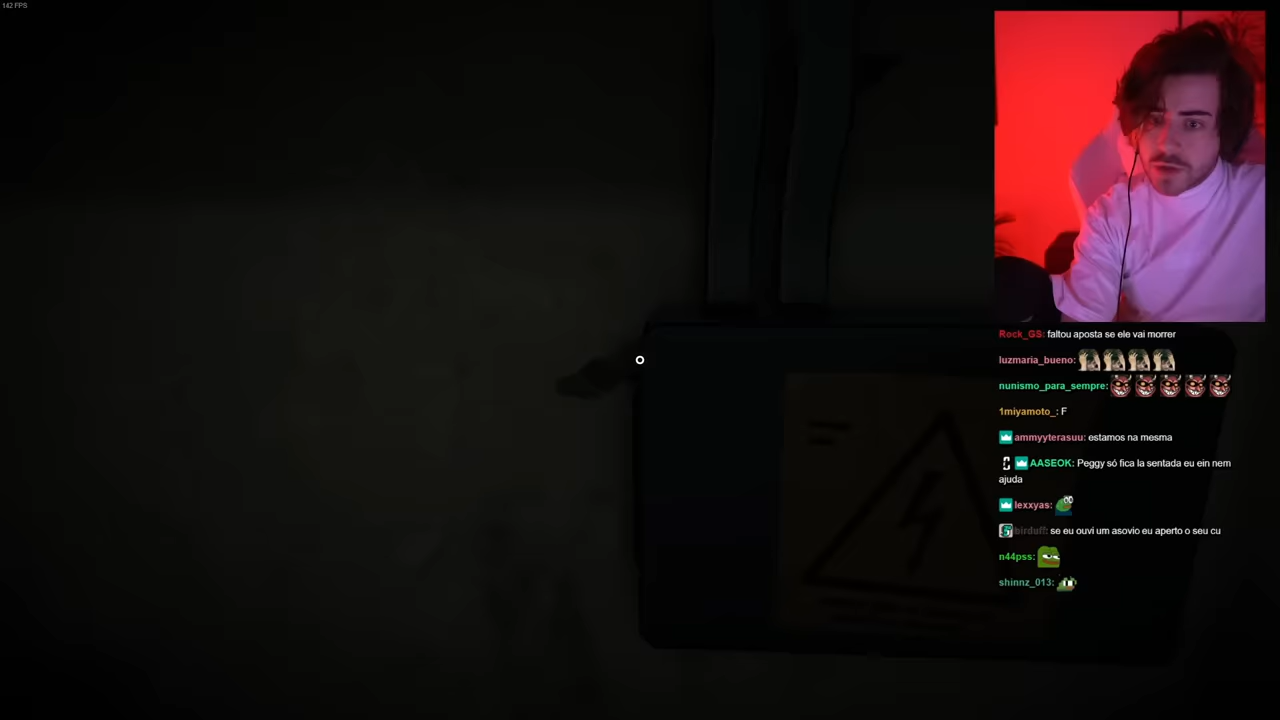 142 FPS
Rock_GS: faltou aposta se ele vai morrer
luzmaria_bueno:
nunismo_para_sempre:
1miyamoto_: F
ammyyterasuu: estamos na mesma
AASEOK: Peggy só fica la sentada eu ein nem
ajuda
lexxyas:
birduff: se eu ouvi um asovio eu aperto o seu cu
n44pss:
shinnz_013: